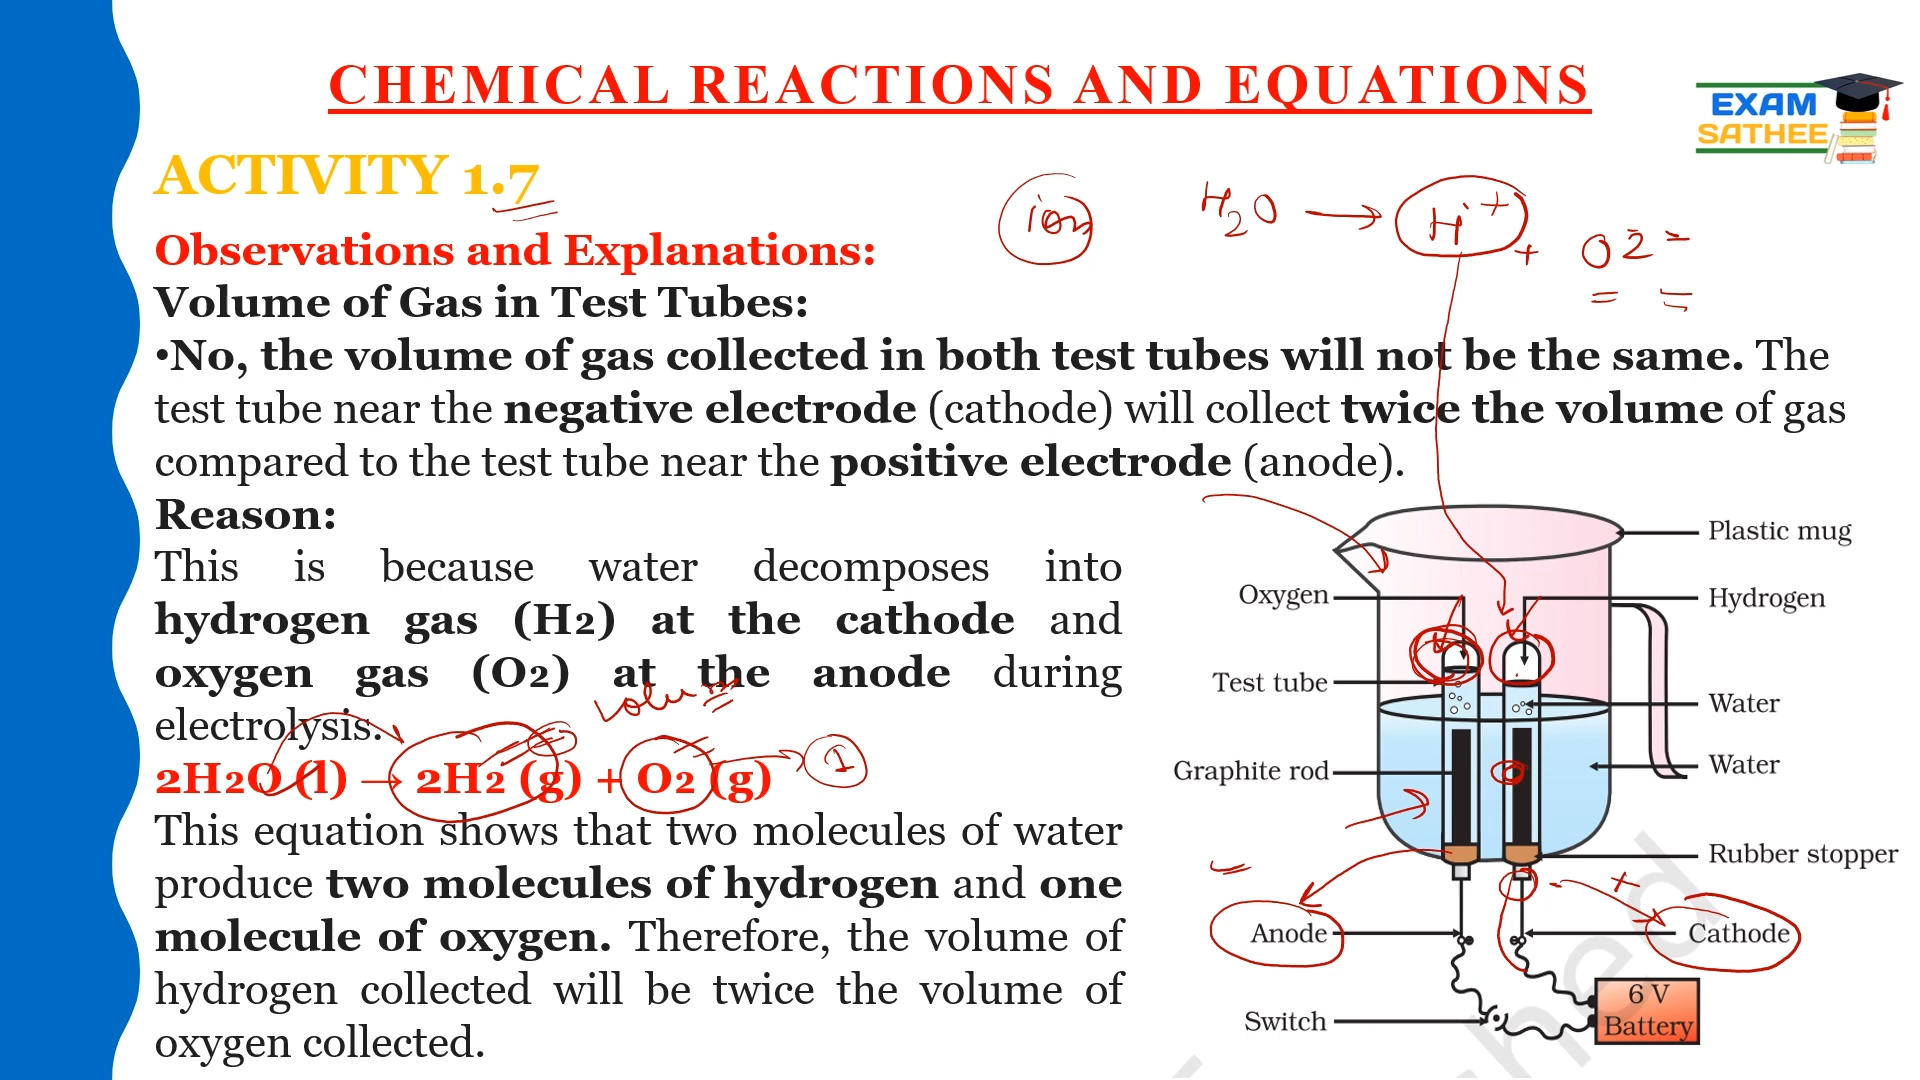 CHEMICAL REACTIONS AND EQUATIONS
EXAM
SATHEE
ACTIVITY 1.7
ion
H2O → H+ + O2-
Observations and Explanations:
Volume of Gas in Test Tubes:
•No, the volume of gas collected in both test tubes will not be the same. The
test tube near the negative electrode (cathode) will collect twice the volume of gas
compared to the test tube near the positive electrode (anode).
Reason:
This is because water decomposes into
hydrogen gas (H2) at the cathode and
oxygen gas (O2) at the anode during
electrolysis.
2H2O (l) → 2H2 (g) + O2 (g)
1
This equation shows that two molecules of water
produce two molecules of hydrogen and one
molecule of oxygen. Therefore, the volume of
hydrogen collected will be twice the volume of
oxygen collected.
Plastic mug
Oxygen
Hydrogen
Test tube
Water
Graphite rod
Water
Rubber stopper
- +
Anode
Cathode
6 V
Battery
Switch